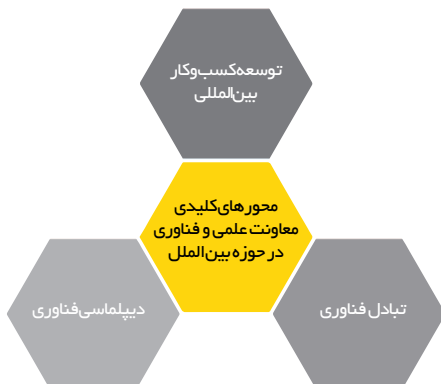 توسعه کسب‌وکار
بین‌المللی
محورهای کلیدی
معاونت علمی و فناوری
در حوزه بین‌الملل
تبادل فناوری
دیپلماسی فناوری